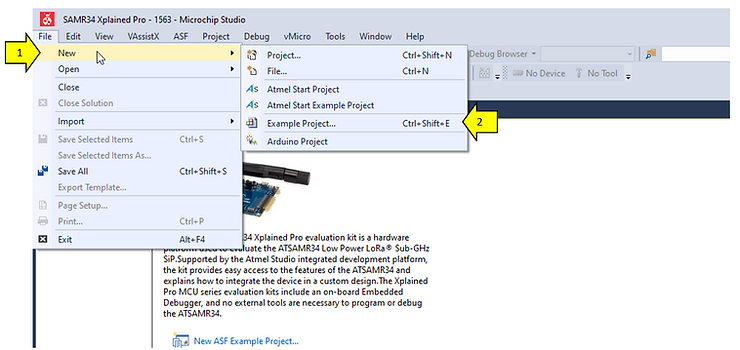 SAMR34 Xplained Pro - 1563 - Microchip Studio
File Edit View VAssistX ASF Project Debug vMicro Tools Window Help
1
New
Open
Close
Close Solution
Import
Save Selected Items Ctrl+S
Save Selected Items As...
Save All Ctrl+Shift+S
Export Template...
Page Setup...
Print... Ctrl+P
Exit Alt+F4
Project... Ctrl+Shift+N
File... Ctrl+N
Atmel Start Project
Atmel Start Example Project
Example Project... Ctrl+Shift+E
2
Arduino Project
Debug Browser
No Device No Tool
34 Xplained Pro evaluation kit is a hardware
platform used to evaluate the ATSAMR34 Low Power LoRa® Sub-GHz
SiP.Supported by the Atmel Studio integrated development platform,
the kit provides easy access to the features of the ATSAMR34 and
explains how to integrate the device in a custom design.The Xplained
Pro MCU series evaluation kits include an on-board Embedded
Debugger, and no external tools are necessary to program or debug
the ATSAMR34.
New ASF Example Project...